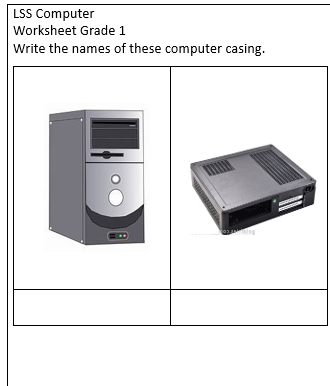 LSS Computer
Worksheet Grade 1
Write the names of these computer casing.